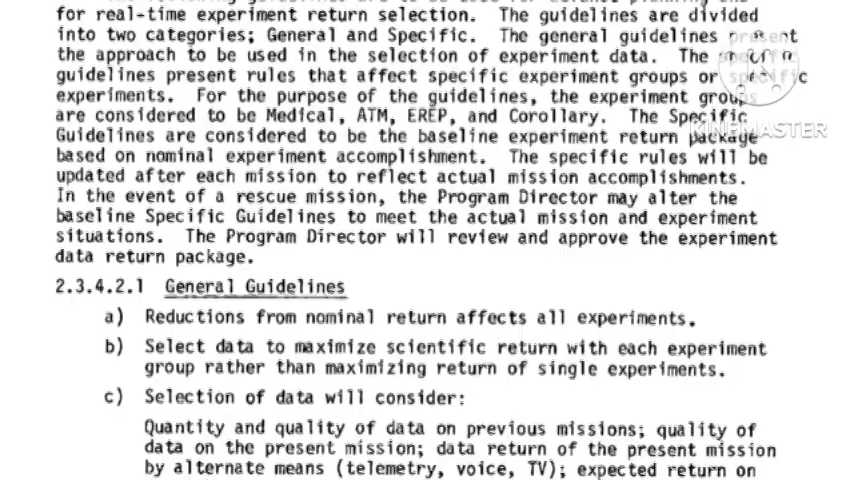 for real-time experiment return selection. The guidelines are divided
into two categories; General and Specific. The general guidelines present
the approach to be used in the selection of experiment data. The specific
guidelines present rules that affect specific experiment groups or specific
experiments. For the purpose of the guidelines, the experiment groups
are considered to be Medical, ATM, EREP, and Corollary. The Specific
Guidelines are considered to be the baseline experiment return package
KINEMASTER
based on nominal experiment accomplishment. The specific rules will be
updated after each mission to reflect actual mission accomplishments.
In the event of a rescue mission, the Program Director may alter the
baseline Specific Guidelines to meet the actual mission and experiment
situations. The Program Director will review and approve the experiment
data return package.
2.3.4.2.1 General Guidelines
a) Reductions from nominal return affects all experiments.
b) Select data to maximize scientific return with each experiment
group rather than maximizing return of single experiments.
c) Selection of data will consider:
Quantity and quality of data on previous missions; quality of
data on the present mission; data return of the present mission
by alternate means (telemetry, voice, TV); expected return on